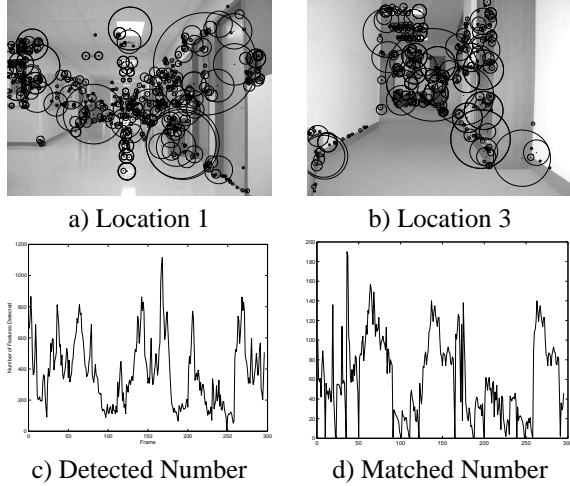 a) Location 1
b) Location 3
1200
1000
800
600
400
200
0
Number of Features Detected
0 50 100 150 200 250 300
Frame
200
180
160
140
120
100
80
60
40
20
0
0 50 100 150 200 250 300
c) Detected Number
d) Matched Number